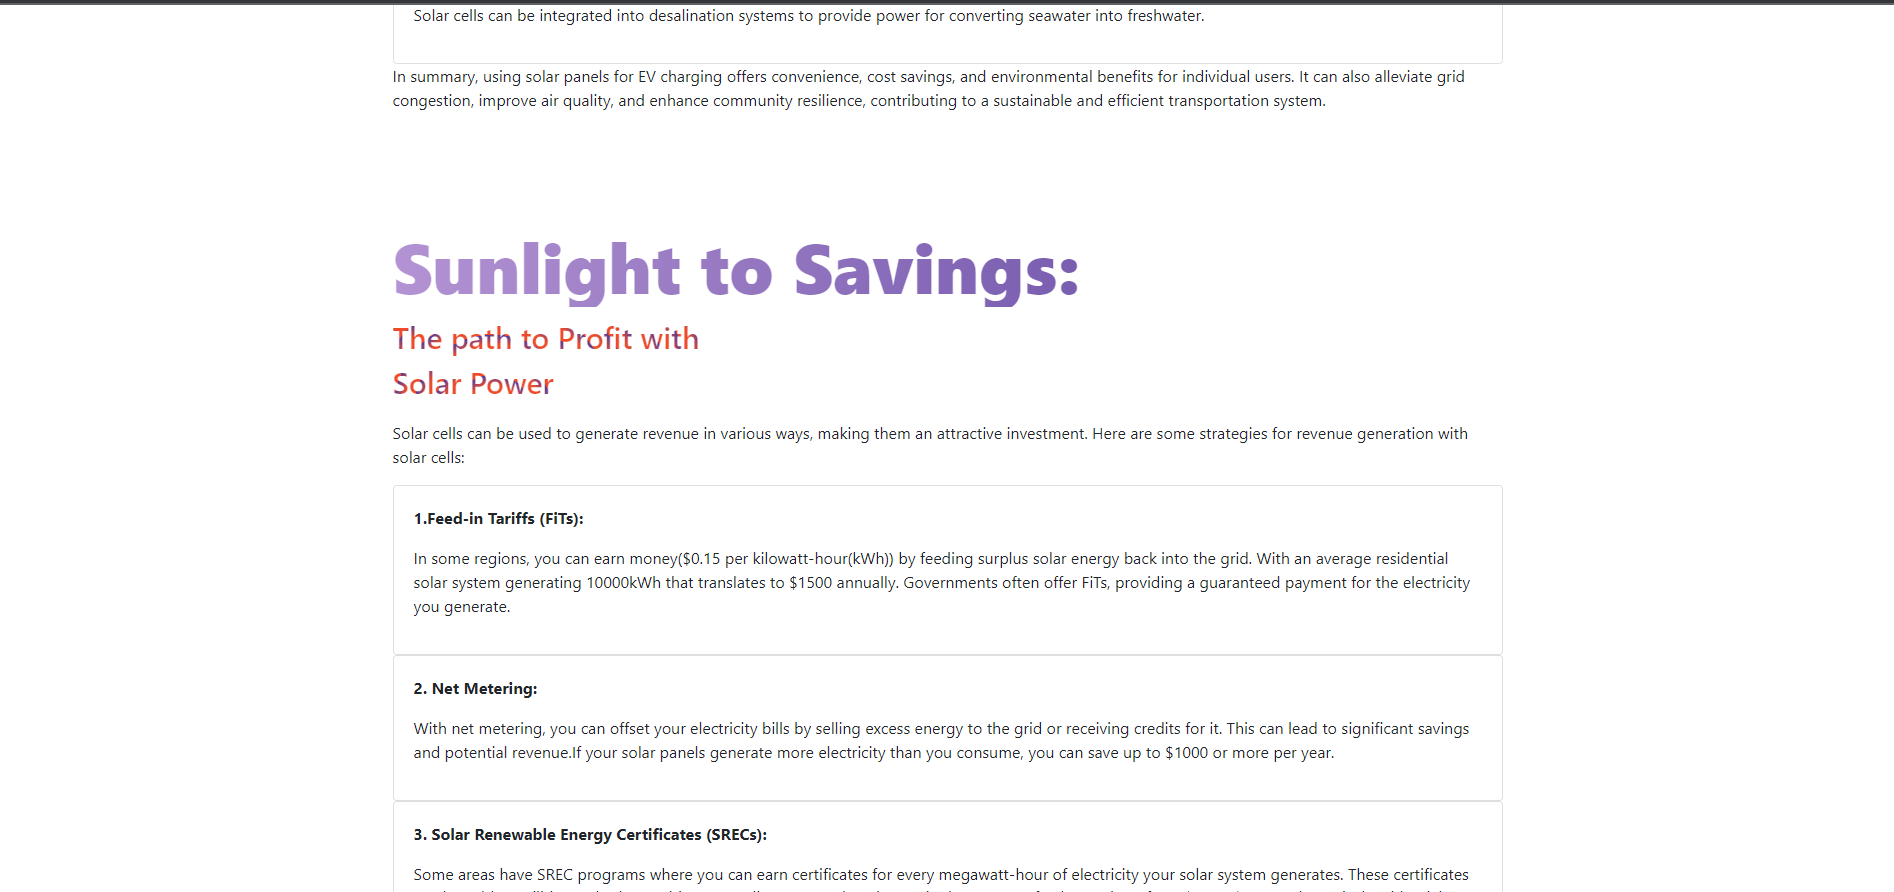 Solar cells can be integrated into desalination systems to provide power for converting seawater into freshwater.
In summary, using solar panels for EV charging offers convenience, cost savings, and environmental benefits for individual users. It can also alleviate grid
congestion, improve air quality, and enhance community resilience, contributing to a sustainable and efficient transportation system.
Sunlight to Savings:
The path to Profit with
Solar Power
Solar cells can be used to generate revenue in various ways, making them an attractive investment. Here are some strategies for revenue generation with
solar cells:
1.Feed-in Tariffs (FiTs):
In some regions, you can earn money($0.15 per kilowatt-hour(kWh)) by feeding surplus solar energy back into the grid. With an average residential
solar system generating 10000kWh that translates to $1500 annually. Governments often offer FiTs, providing a guaranteed payment for the electricity
you generate.
2. Net Metering:
With net metering, you can offset your electricity bills by selling excess energy to the grid or receiving credits for it. This can lead to significant savings
and potential revenue.If your solar panels generate more electricity than you consume, you can save up to $1000 or more per year.
3. Solar Renewable Energy Certificates (SRECs):
Some areas have SREC programs where you can earn certificates for every megawatt-hour of electricity your solar system generates. These certificates